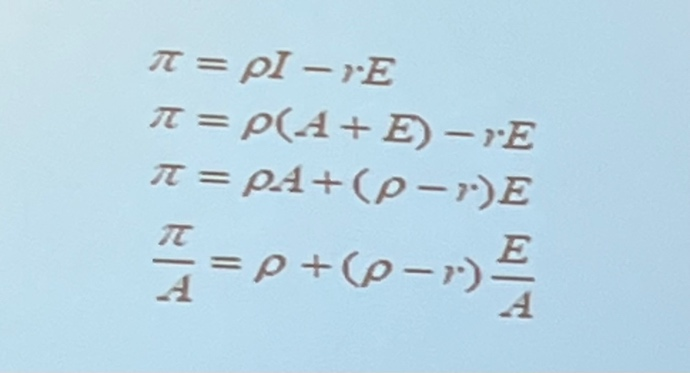 π = ρI − rE
π = ρ(A + E) − rE
π = ρA + (ρ − r)E
π/A = ρ + (ρ − r) E/A